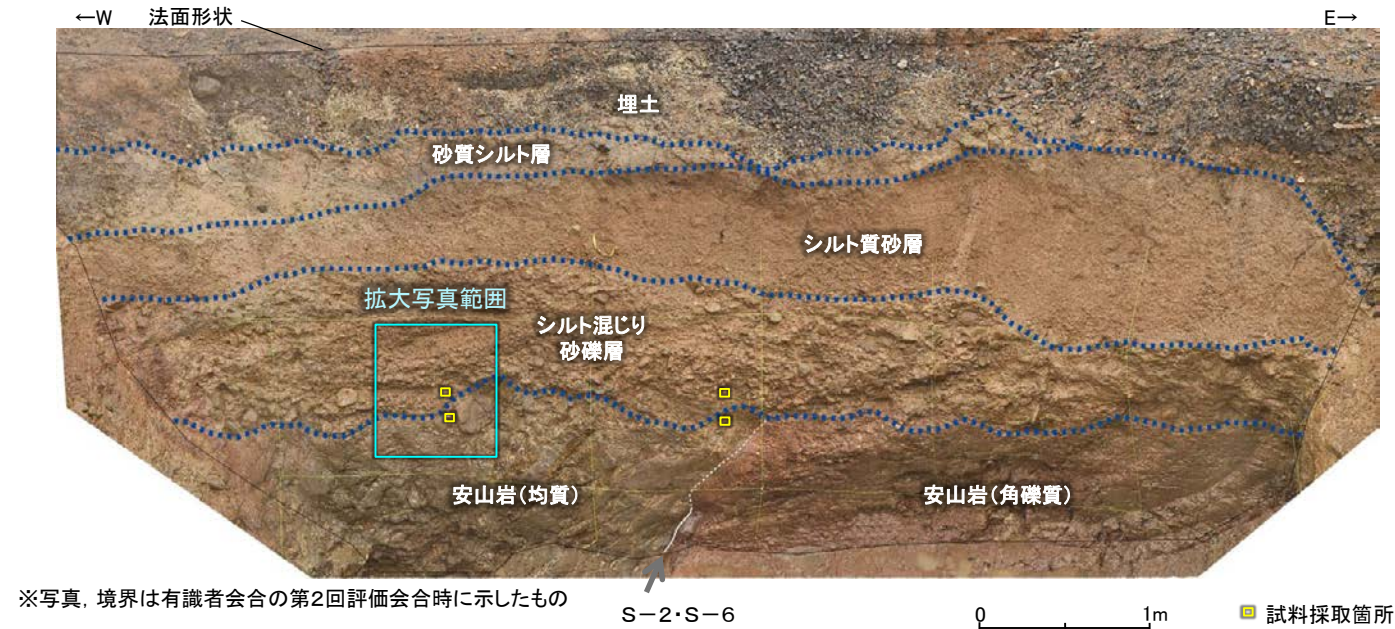 ←W 法面形状 E→
埋土
砂質シルト層
シルト質砂層
拡大写真範囲
シルト混じり
砂礫層
安山岩(均質) 安山岩(角礫質)
※写真，境界は有識者会合の第2回評価会合時に示したもの
S－2・S－6
0 1m
試料採取箇所